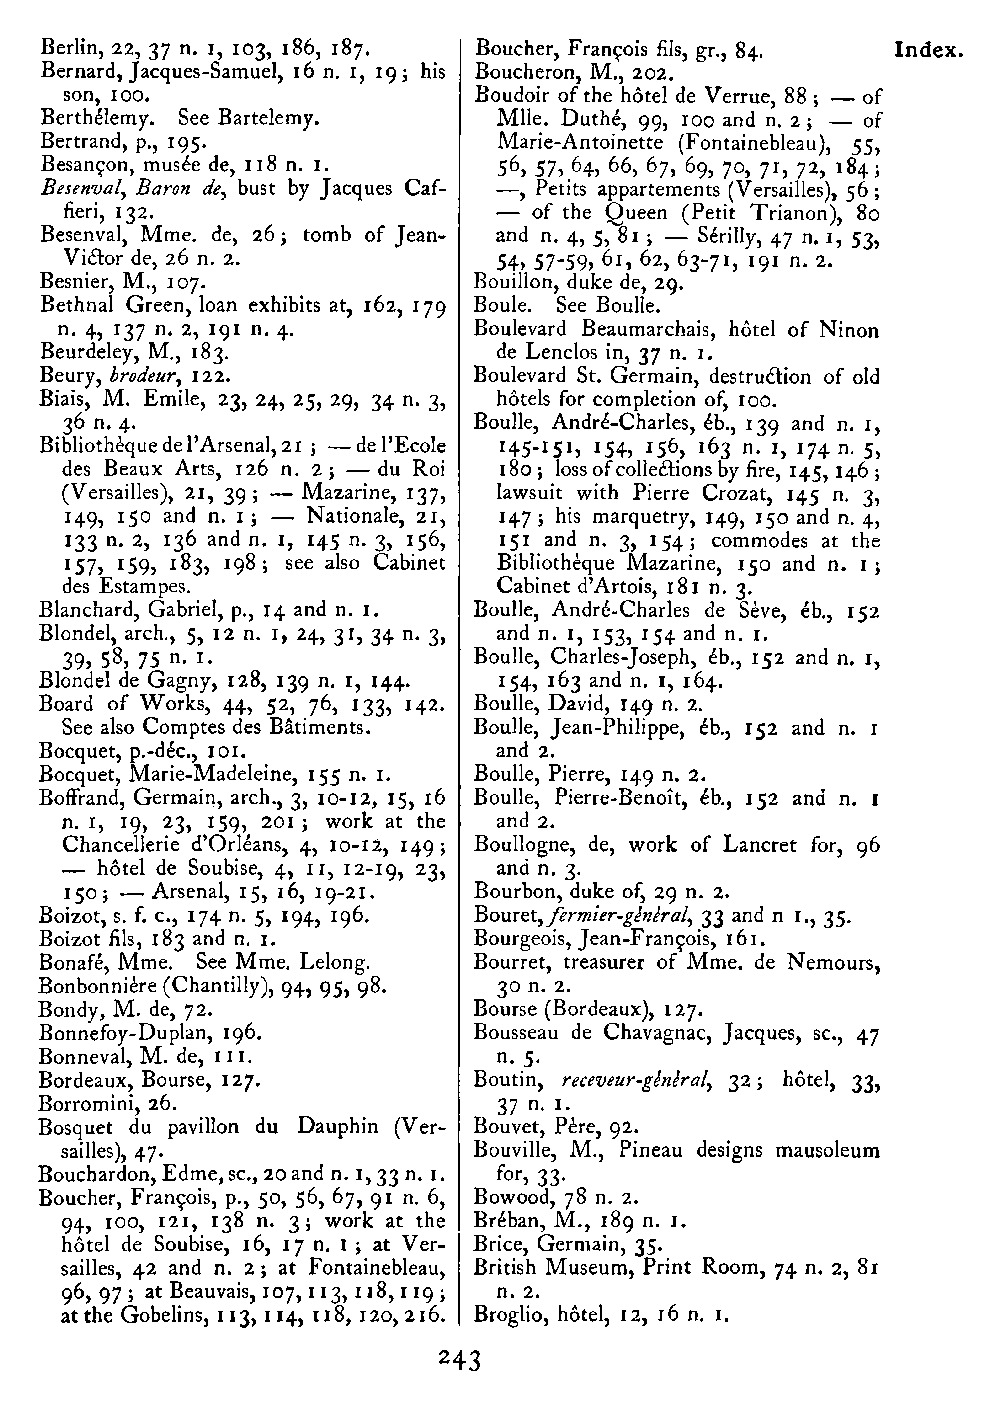 Berlin, 22, 37 n. 1, 103, 186, 187.
Bernard, Jacques-Samuel, 16 n. 1, 19; his
son, 100.
Berthélemy. See Bartelemy.
Bertrand, p., 195.
Besançon, musée de, 118 n. 1.
Besenval, Baron de, bust by Jacques Caf-
fieri, 132.
Besenval, Mme. de, 26; tomb of Jean-
Victor de, 26 n. 2.
Besnier, M., 107.
Bethnal Green, loan exhibits at, 162, 179
n. 4, 137 n. 2, 191 n. 4.
Beurdeley, M., 183.
Beury, brodeur, 122.
Biais, M. Emile, 23, 24, 25, 29, 34 n. 3,
36 n. 4.
Bibliothèque de l'Arsenal, 21; — de l'Ecole
des Beaux Arts, 126 n. 2; — du Roi
(Versailles), 21, 39; — Mazarine, 137,
149, 150 and n. 1; — Nationale, 21,
133 n. 2, 136 and n. 1, 145 n. 3, 156,
157, 159, 183, 198; see also Cabinet
des Estampes.
Blanchard, Gabriel, p., 14 and n. 1.
Blondel, arch., 5, 12 n. 1, 24, 31, 34 n. 3,
39, 58, 75 n. 1.
Blondel de Gagny, 128, 139 n. 1, 144.
Board of Works, 44, 52, 76, 133, 142.
See also Comptes des Bâtiments.
Bocquet, p.-déc., 101.
Bocquet, Marie-Madeleine, 155 n. 1.
Boffrand, Germain, arch., 3, 10-12, 15, 16
n. 1, 19, 23, 159, 201; work at the
Chancellerie d'Orléans, 4, 10-12, 149;
— hôtel de Soubise, 4, 11, 12-19, 23,
150; — Arsenal, 15, 16, 19-21.
Boizot, s. f. c., 174 n. 5, 194, 196.
Boizot fils, 183 and n. 1.
Bonafé, Mme. See Mme. Lelong.
Bonbonnière (Chantilly), 94, 95, 98.
Bondy, M. de, 72.
Bonnefoy-Duplan, 196.
Bonneval, M. de, 111.
Bordeaux, Bourse, 127.
Borromini, 26.
Bosquet du pavillon du Dauphin (Ver-
sailles), 47.
Bouchardon, Edme, sc., 20 and n. 1, 33 n. 1.
Boucher, François, p., 50, 56, 67, 91 n. 6,
94, 100, 121, 138 n. 3; work at the
hôtel de Soubise, 16, 17 n. 1; at Ver-
sailles, 42 and n. 2; at Fontainebleau,
96, 97; at Beauvais, 107, 113, 118, 119;
at the Gobelins, 113, 114, 118, 120, 216.
Boucher, François fils, gr., 84.
Boucheron, M., 202.
Boudoir of the hôtel de Verrue, 88; — of
Mlle. Duthé, 99, 100 and n. 2; — of
Marie-Antoinette (Fontainebleau), 55,
56, 57, 64, 66, 67, 69, 70, 71, 72, 184;
—, Petits appartements (Versailles), 56;
— of the Queen (Petit Trianon), 80
and n. 4, 5, 81; — Sérilly, 47 n. 1, 53,
54, 57-59, 61, 62, 63-71, 191 n. 2.
Bouillon, duke de, 29.
Boule. See Boulle.
Boulevard Beaumarchais, hôtel of Ninon
de Lenclos in, 37 n. 1.
Boulevard St. Germain, destruction of old
hôtels for completion of, 100.
Boulle, André-Charles, éb., 139 and n. 1,
145-151, 154, 156, 163 n. 1, 174 n. 5,
180; loss of collections by fire, 145, 146;
lawsuit with Pierre Crozat, 145 n. 3,
147; his marquetry, 149, 150 and n. 4,
151 and n. 3, 154; commodes at the
Bibliothèque Mazarine, 150 and n. 1;
Cabinet d'Artois, 181 n. 3.
Boulle, André-Charles de Sève, éb., 152
and n. 1, 153, 154 and n. 1.
Boulle, Charles-Joseph, éb., 152 and n. 1,
154, 163 and n. 1, 164.
Boulle, David, 149 n. 2.
Boulle, Jean-Philippe, éb., 152 and n. 1
and 2.
Boulle, Pierre, 149 n. 2.
Boulle, Pierre-Benoît, éb., 152 and n. 1
and 2.
Boullogne, de, work of Lancret for, 96
and n. 3.
Bourbon, duke of, 29 n. 2.
Bouret, fermier-général, 33 and n 1., 35.
Bourgeois, Jean-François, 161.
Bourret, treasurer of Mme. de Nemours,
30 n. 2.
Bourse (Bordeaux), 127.
Bousseau de Chavagnac, Jacques, sc., 47
n. 5.
Boutin, receveur-général, 32; hôtel, 33,
37 n. 1.
Bouvet, Père, 92.
Bouville, M., Pineau designs mausoleum
for, 33.
Bowood, 78 n. 2.
Bréban, M., 189 n. 1.
Brice, Germain, 35.
British Museum, Print Room, 74 n. 2, 81
n. 2.
Broglio, hôtel, 12, 16 n. 1.
Index.
243